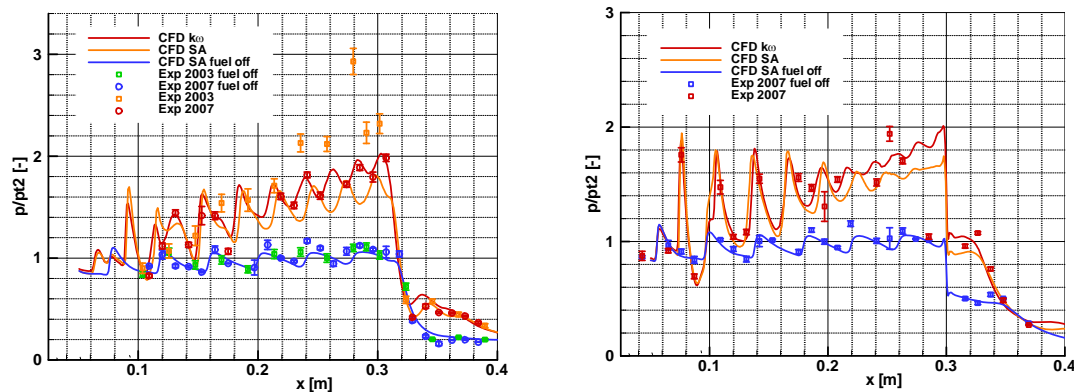 3
2
1
0
p/pt2 [-]
CFD kω
CFD SA
CFD SA fuel off
Exp 2003 fuel off
Exp 2007 fuel off
Exp 2003
Exp 2007
0.1
0.2
0.3
0.4
x [m]
3
2
1
0
p/pt2 [-]
CFD kω
CFD SA
CFD SA fuel off
Exp 2007 fuel off
Exp 2007
0.1
0.2
0.3
0.4
x [m]